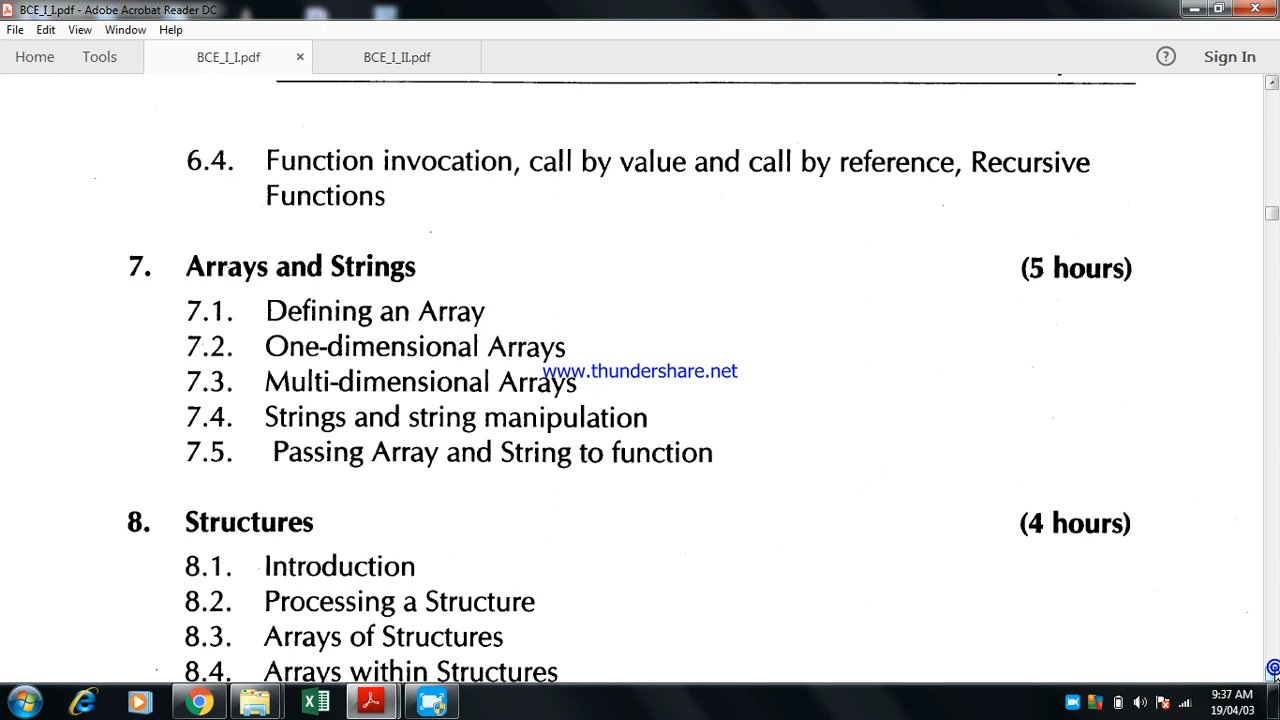 BCE_I_I.pdf - Adobe Acrobat Reader DC
File Edit View Window Help
Home Tools BCE_I_I.pdf × BCE_I_II.pdf ? Sign In
6.4. Function invocation, call by value and call by reference, Recursive
Functions
7. Arrays and Strings (5 hours)
7.1. Defining an Array
7.2. One-dimensional Arrays
www.thundershare.net
7.3. Multi-dimensional Arrays
7.4. Strings and string manipulation
7.5. Passing Array and String to function
8. Structures (4 hours)
8.1. Introduction
8.2. Processing a Structure
8.3. Arrays of Structures
8.4. Arrays within Structures
9:37 AM
19/04/03